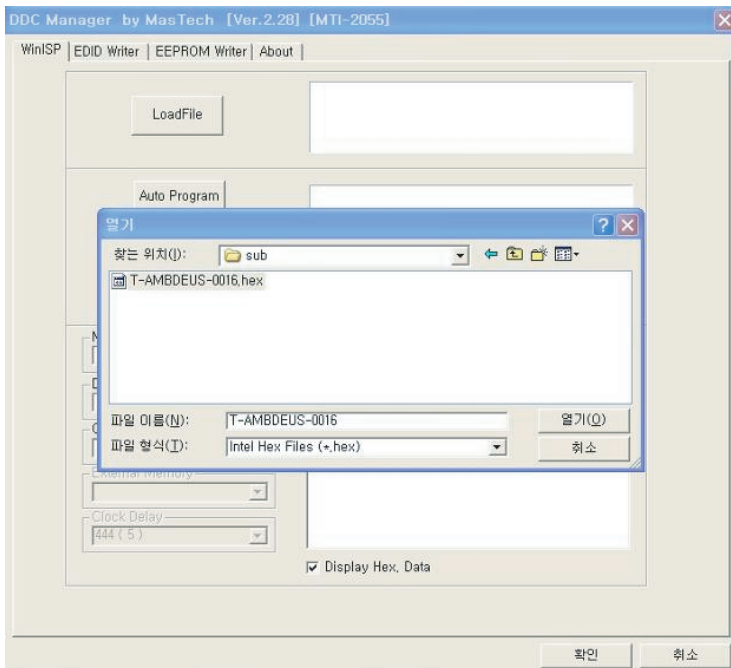 DDC Manager by MasTech [Ver.2.28] [MTI-2055]
WinISP EDID Writer EEPROM Writer About
LoadFile
Auto Program
열기
찾는 위치(I): sub
T-AMBDEUS-0016.hex
파일 이름(N): T-AMBDEUS-0016 열기(O)
파일 형식(T): Intel Hex Files (*.hex) 취소
External Memory
Clock Delay
444 ( 5 )
Display Hex. Data
확인 취소